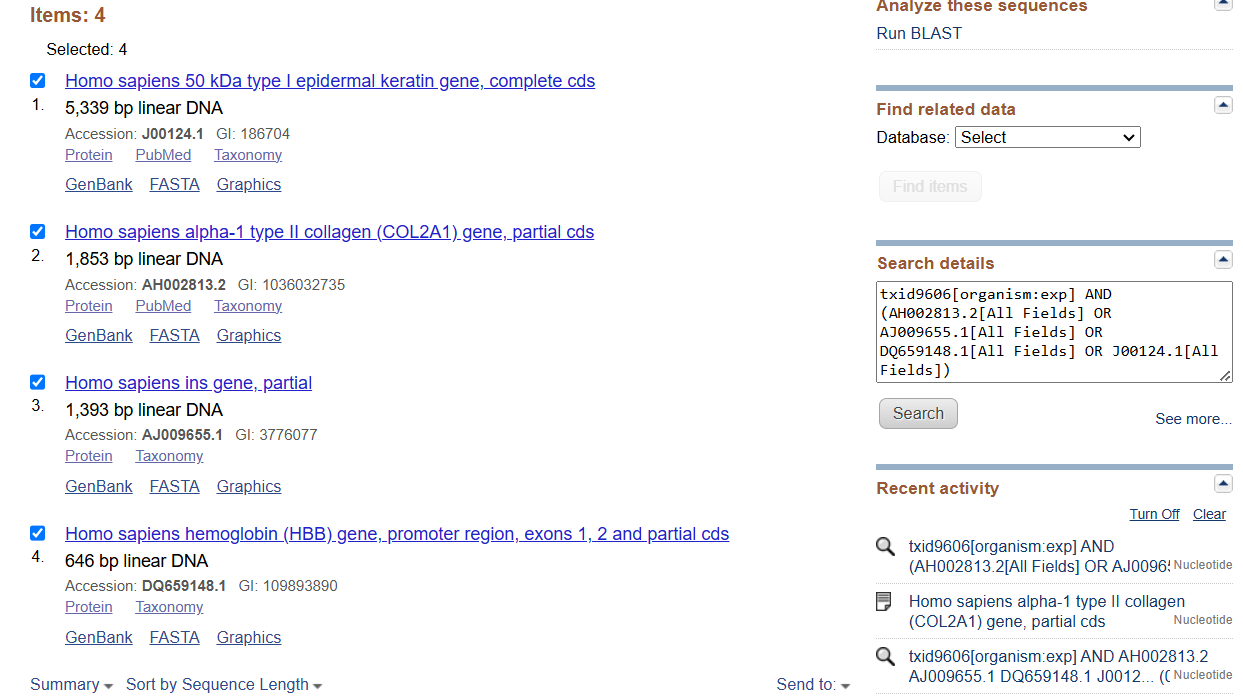 Items: 4
Selected: 4
Homo sapiens 50 kDa type I epidermal keratin gene, complete cds
1.
5,339 bp linear DNA
Accession: J00124.1 GI: 186704
Protein PubMed Taxonomy
GenBank FASTA Graphics
Homo sapiens alpha-1 type II collagen (COL2A1) gene, partial cds
2.
1,853 bp linear DNA
Accession: AH002813.2 GI: 1036032735
Protein PubMed Taxonomy
GenBank FASTA Graphics
Homo sapiens ins gene, partial
3.
1,393 bp linear DNA
Accession: AJ009655.1 GI: 3776077
Protein Taxonomy
GenBank FASTA Graphics
Homo sapiens hemoglobin (HBB) gene, promoter region, exons 1, 2 and partial cds
4.
646 bp linear DNA
Accession: DQ659148.1 GI: 109893890
Protein Taxonomy
GenBank FASTA Graphics
Summary Sort by Sequence Length Send to:
Analyze these sequences
Run BLAST
Find related data
Database: Select
Find items
Search details
txid9606[organism:exp] AND
(AH002813.2[All Fields] OR
AJ009655.1[All Fields] OR
DQ659148.1[All Fields] OR J00124.1[All
Fields])
Search
See more...
Recent activity
Turn Off Clear
txid9606[organism:exp] AND
(AH002813.2[All Fields] OR AJ0096 Nucleotide
Homo sapiens alpha-1 type II collagen
(COL2A1) gene, partial cds Nucleotide
txid9606[organism:exp] AND AH002813.2
AJ009655.1 DQ659148.1 J0012... ( Nucleotide